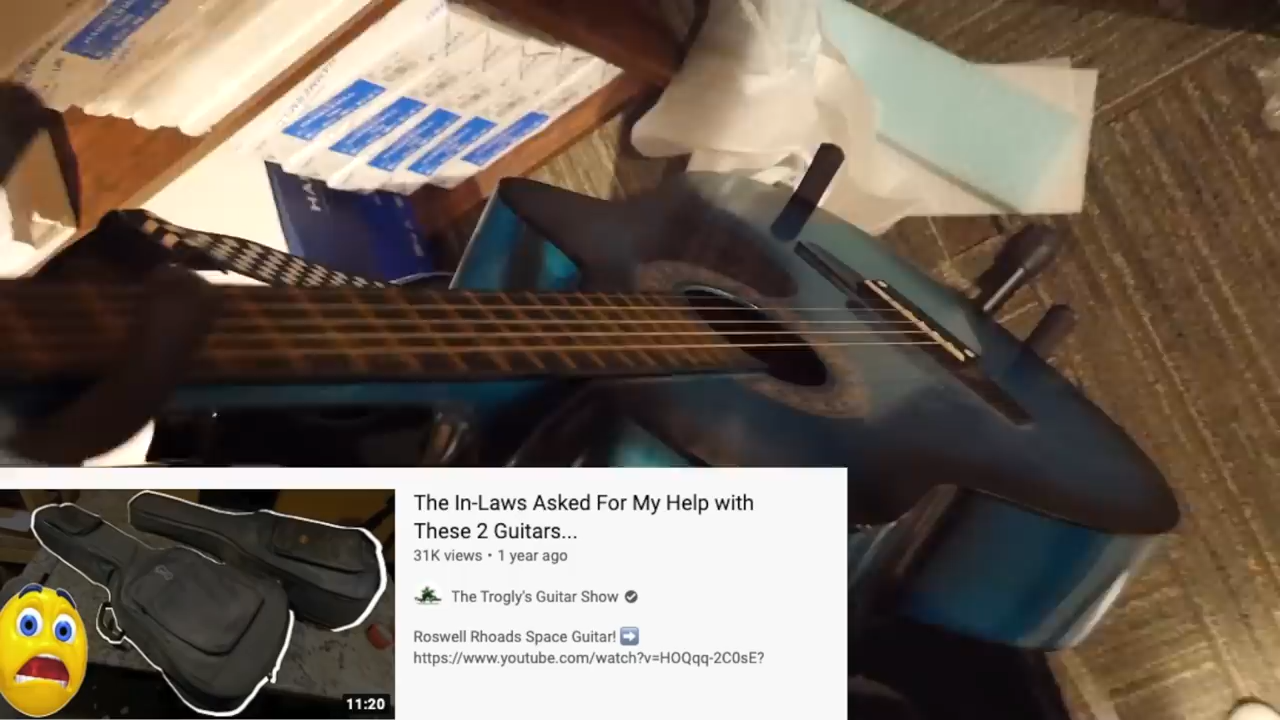 HA
The In-Laws Asked For My Help with
These 2 Guitars...
31K views • 1 year ago
The Trogly's Guitar Show
Roswell Rhoads Space Guitar! ➡
https://www.youtube.com/watch?v=HOQqq-2C0sE?
11:20